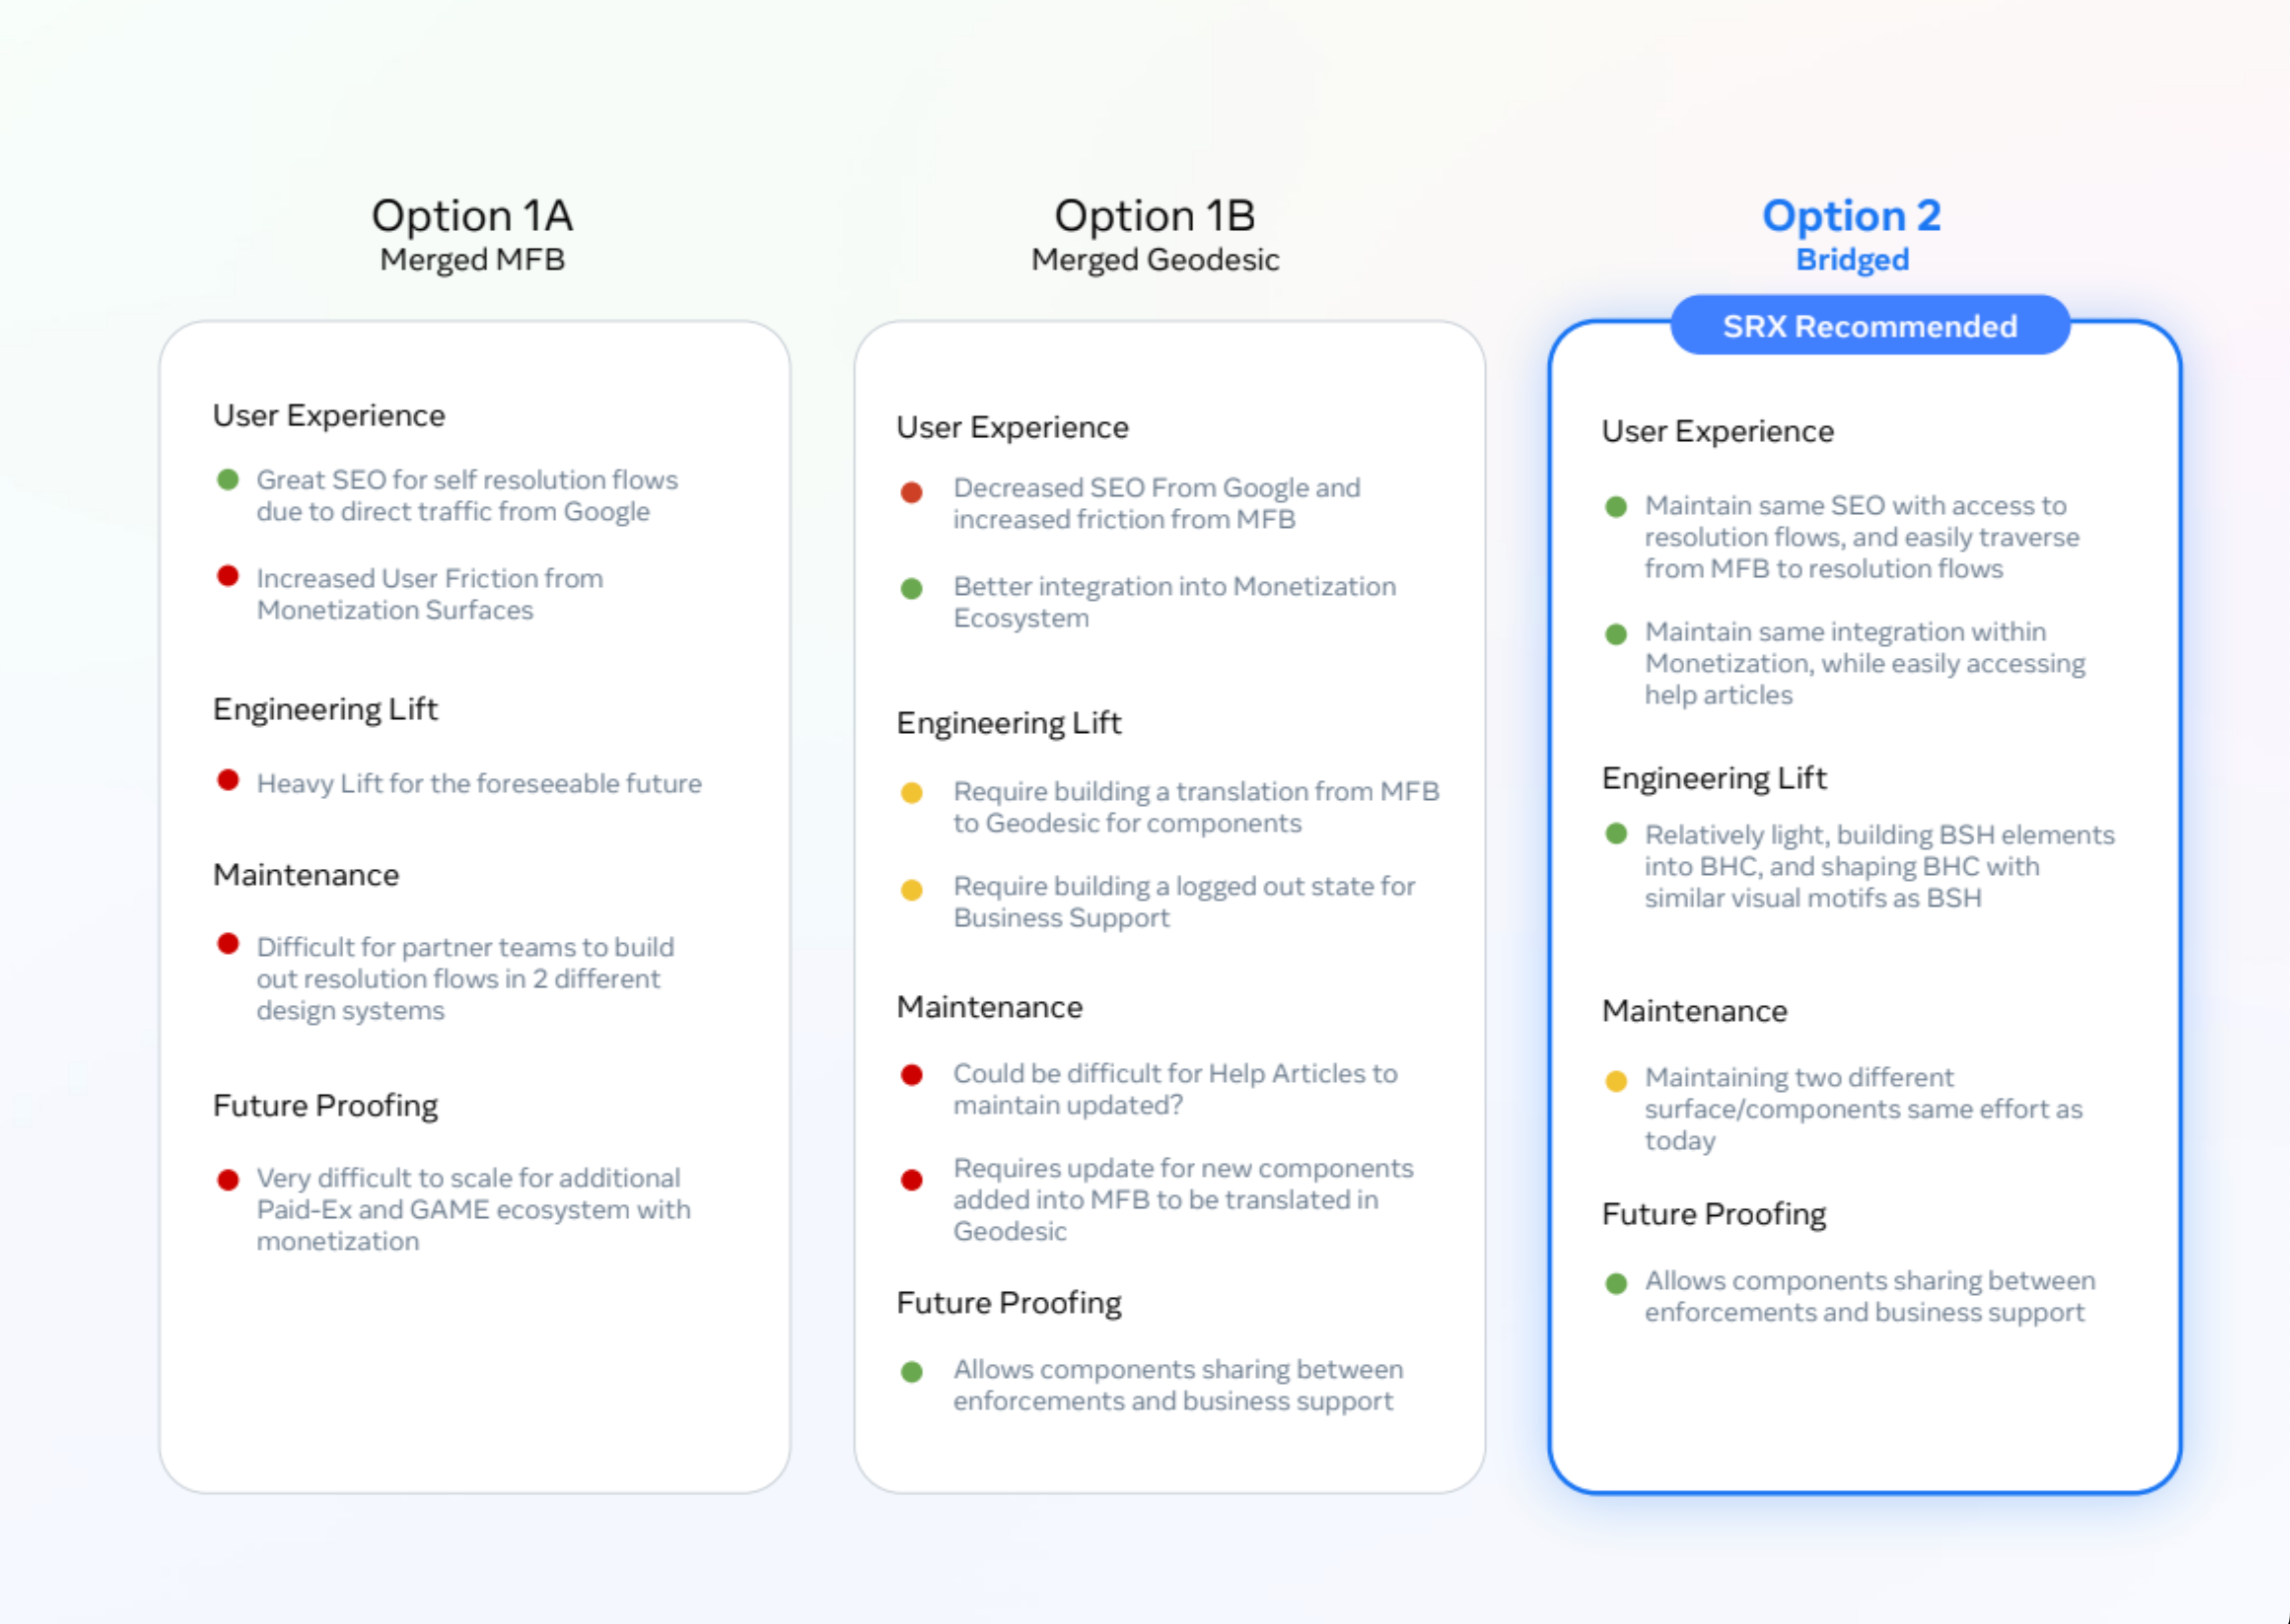 Option 1A
Merged MFB
User Experience
Great SEO for self resolution flows
due to direct traffic from Google
Increased User Friction from
Monetization Surfaces
Engineering Lift
Heavy Lift for the foreseeable future
Maintenance
Difficult for partner teams to build
out resolution flows in 2 different
design systems
Future Proofing
Very difficult to scale for additional
Paid-Ex and GAME ecosystem with
monetization
Option 1B
Merged Geodesic
User Experience
Decreased SEO From Google and
increased friction from MFB
Better integration into Monetization
Ecosystem
Engineering Lift
Require building a translation from MFB
to Geodesic for components
Require building a logged out state for
Business Support
Maintenance
Could be difficult for Help Articles to
maintain updated?
Requires update for new components
added into MFB to be translated in
Geodesic
Future Proofing
Allows components sharing between
enforcements and business support
Option 2
Bridged
SRX Recommended
User Experience
Maintain same SEO with access to
resolution flows, and easily traverse
from MFB to resolution flows
Maintain same integration within
Monetization, while easily accessing
help articles
Engineering Lift
Relatively light, building BSH elements
into BHC, and shaping BHC with
similar visual motifs as BSH
Maintenance
Maintaining two different
surface/components same effort as
today
Future Proofing
Allows components sharing between
enforcements and business support